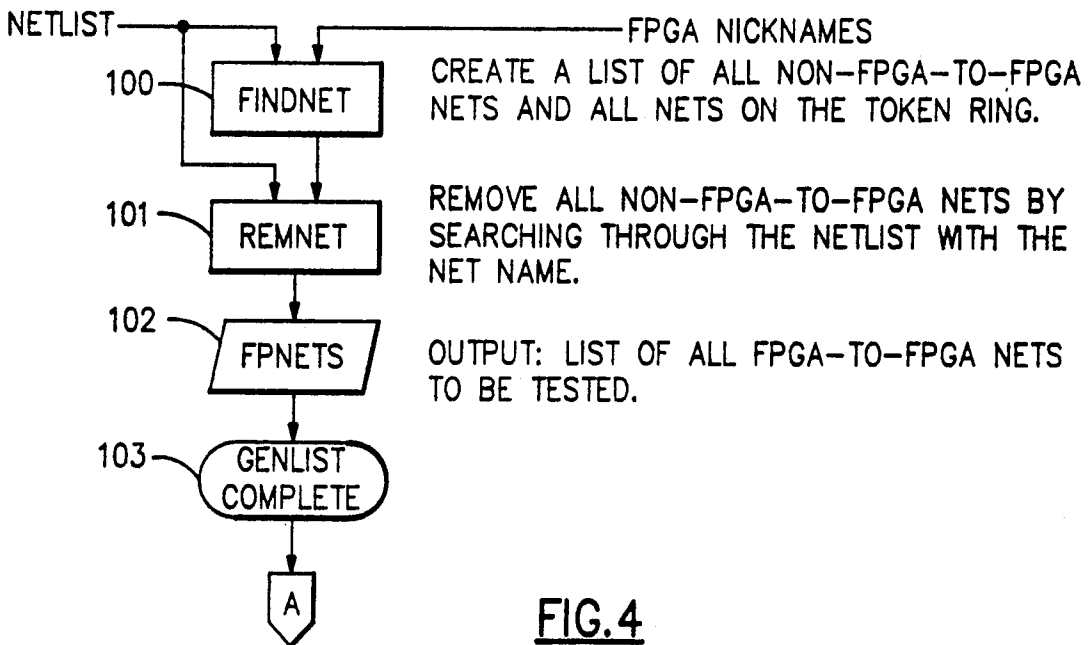 NETLIST
FPGA NICKNAMES
100
FINDNET
CREATE A LIST OF ALL NON-FPGA-TO-FPGA
NETS AND ALL NETS ON THE TOKEN RING.
101
REMNET
REMOVE ALL NON-FPGA-TO-FPGA NETS BY
SEARCHING THROUGH THE NETLIST WITH THE
NET NAME.
102
FPNETS
OUTPUT: LIST OF ALL FPGA-TO-FPGA NETS
TO BE TESTED.
103
GENLIST
COMPLETE
A
FIG.4